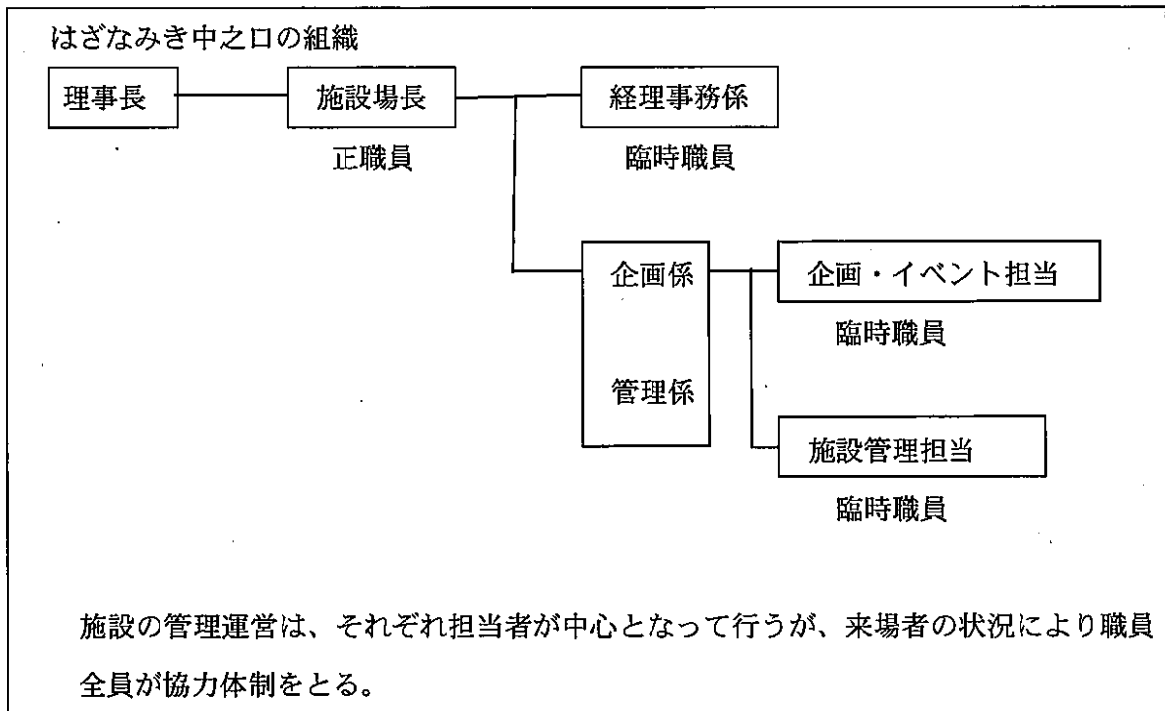 はざなみき中之口の組織
理事長
施設場長
経理事務係
正職員
臨時職員
企画係
企画・イベント担当
臨時職員
管理係
施設管理担当
臨時職員
施設の管理運営は、それぞれ担当者が中心となって行うが、来場者の状況により職員
全員が協力体制をとる。